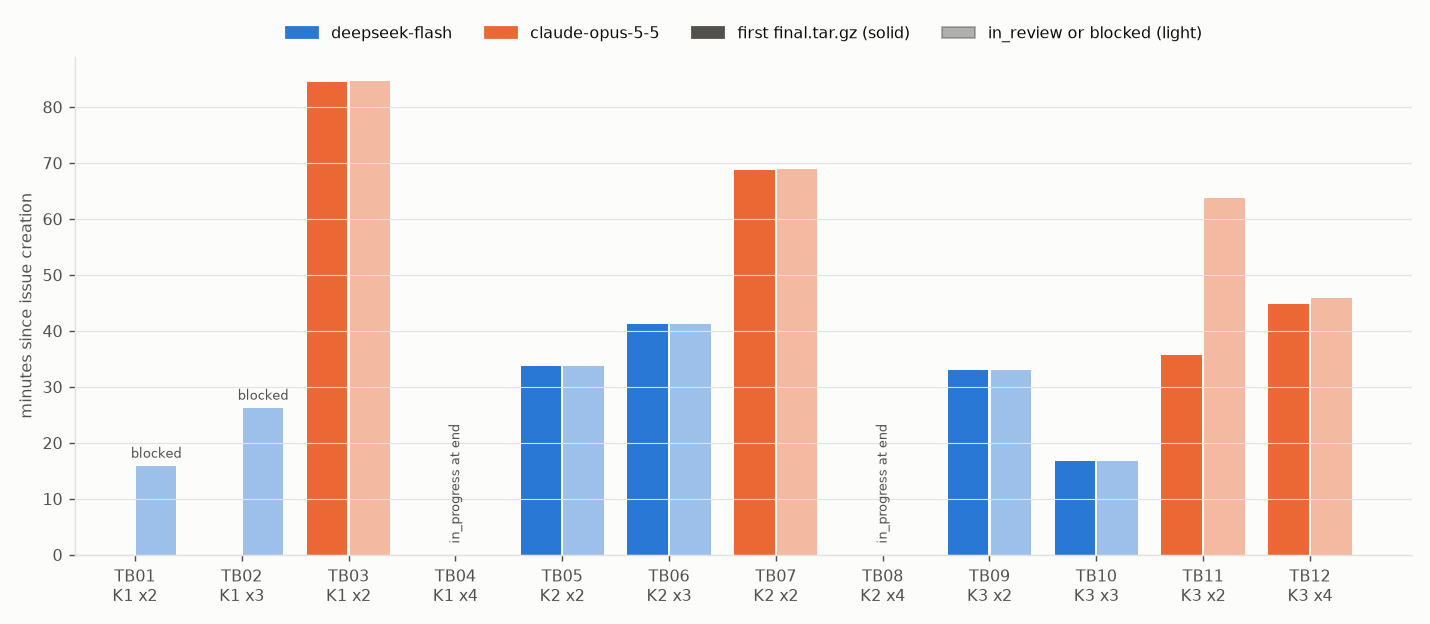 deepseek-flash
claude-opus-5-5
first final.tar.gz (solid)
in_review or blocked (light)
minutes since issue creation
80
70
60
50
40
30
20
10
0
blocked
blocked
in_progress at end
in_progress at end
TB01 TB02 TB03 TB04 TB05 TB06 TB07 TB08 TB09 TB10 TB11 TB12
K1 x2 K1 x3 K1 x2 K1 x4 K2 x2 K2 x3 K2 x2 K2 x4 K3 x2 K3 x3 K3 x2 K3 x4